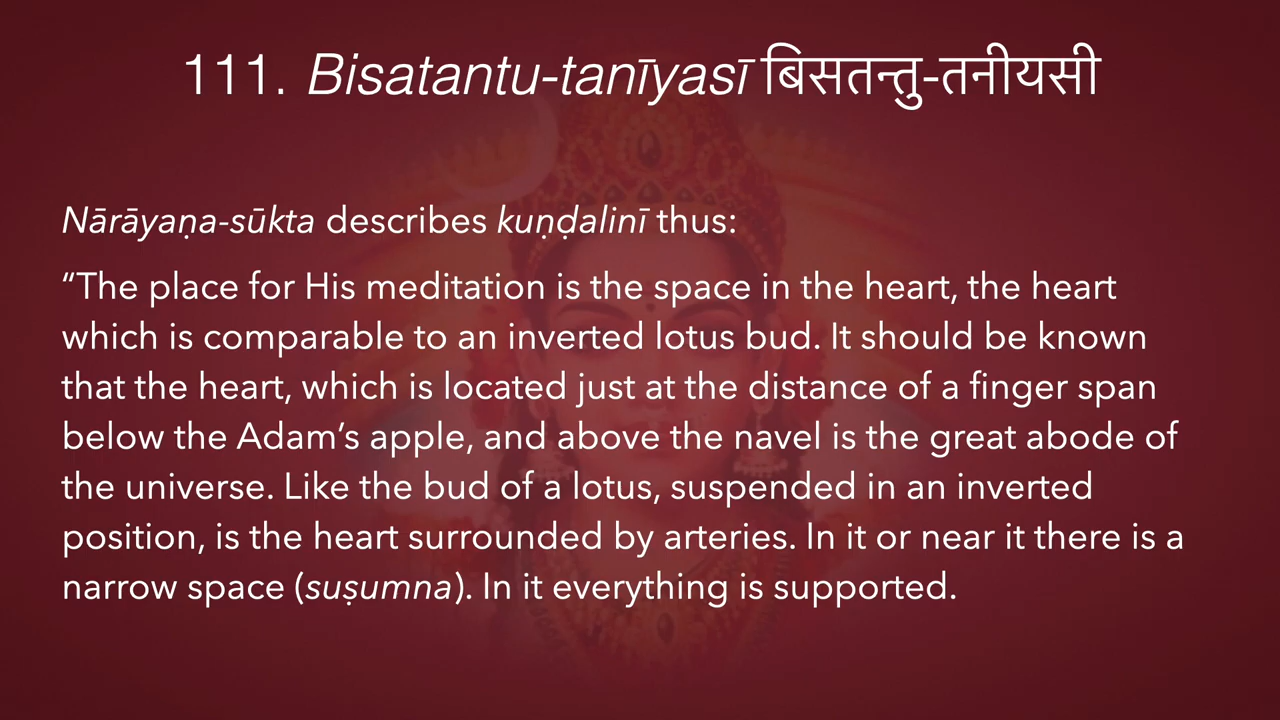 111. Bisatantu-tanīyasī बिसतन्तु-तनीयसी
Nārāyaṇa-sūkta describes kuṇḍalinī thus:
“The place for His meditation is the space in the heart, the heart
which is comparable to an inverted lotus bud. It should be known
that the heart, which is located just at the distance of a finger span
below the Adam’s apple, and above the navel is the great abode of
the universe. Like the bud of a lotus, suspended in an inverted
position, is the heart surrounded by arteries. In it or near it there is a
narrow space (suṣumna). In it everything is supported.